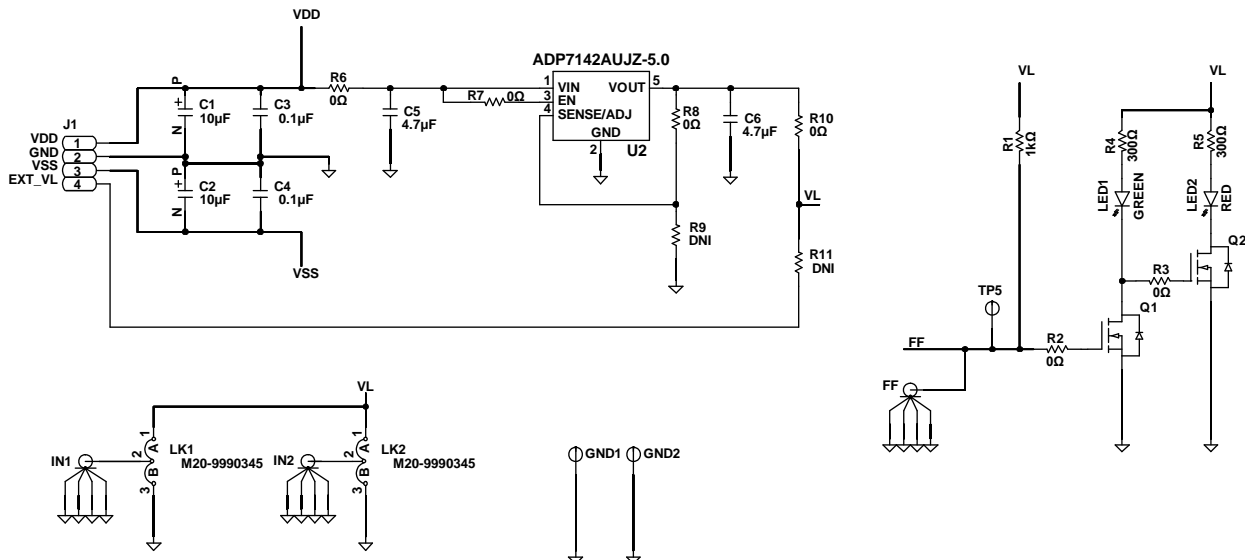 VDD
ADP7142AUJZ-5.0
R6
0Ω
R7
0Ω
1
3
4
VIN
EN
SENSE/ADJ
VOUT
GND
5
2
U2
P
+
C1
10µF
N
C3
0.1µF
C5
4.7µF
R8
0Ω
C6
4.7µF
R10
0Ω
J1
VDD
1
GND
2
VSS
3
EXT_VL
4
P
+
C2
10µF
N
C4
0.1µF
VSS
R9
DNI
VL
R11
DNI
VL
R1
1kΩ
VL
R4
300Ω
R5
300Ω
LED1
GREEN
LED2
RED
Q2
R3
0Ω
Q1
TP5
FF
R2
0Ω
FF
VL
IN1
1
2
3
A
B
LK1
M20-9990345
IN2
1
2
3
A
B
LK2
M20-9990345
GND1
GND2